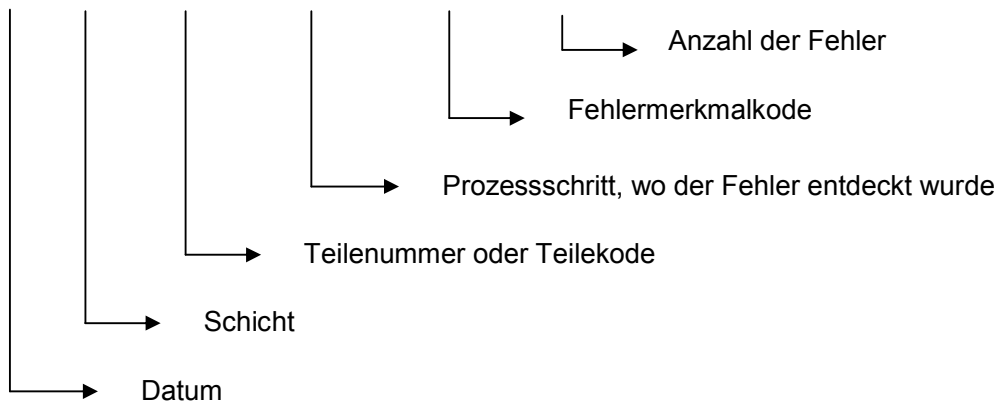 Anzahl der Fehler
Fehlermerkmalkode
Prozessschritt, wo der Fehler entdeckt wurde
Teilenummer oder Teilekode
Schicht
Datum